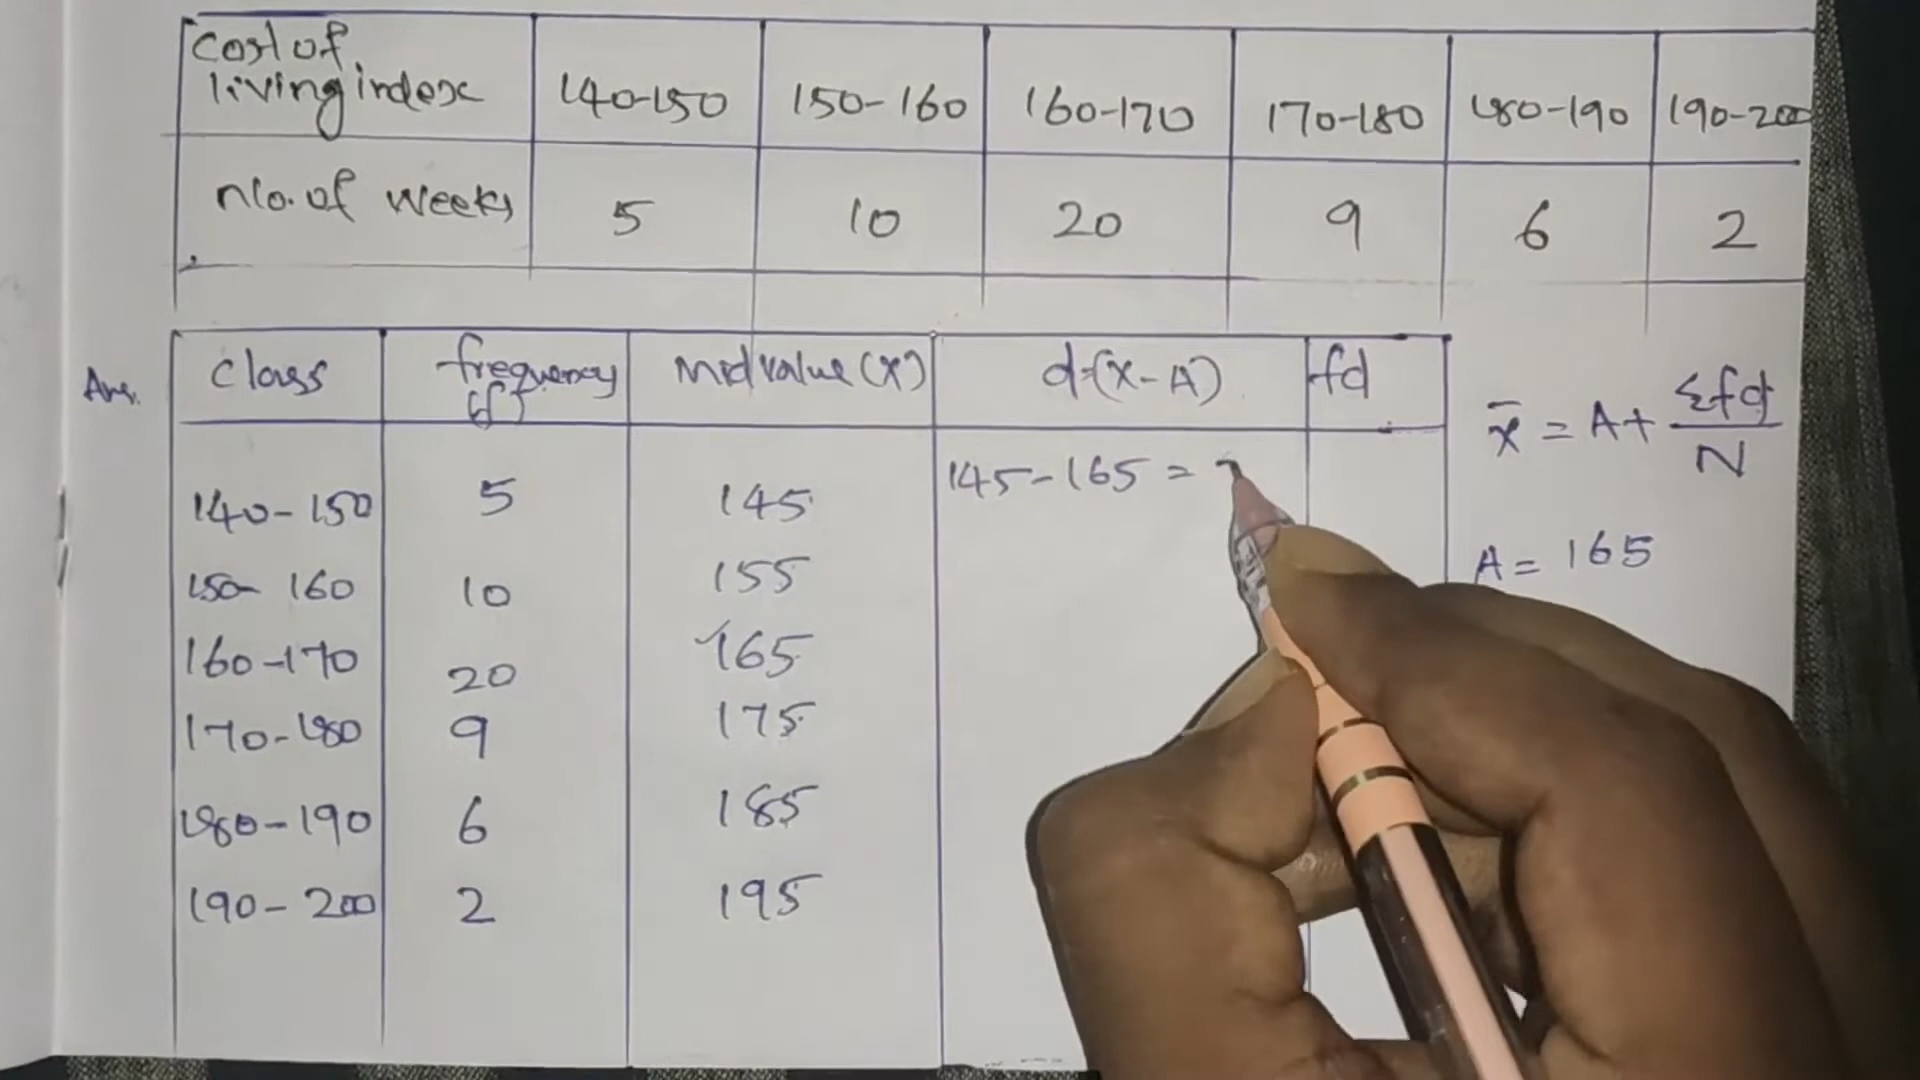 Cost of living index 140-150 150-160 160-170 170-180 180-190 190-200
No. of weeks 5 10 20 9 6 2
Ans.
class frequency (f) midvalue (x) d=(x-A) fd
140-150 5 145 145-165 =
150-160 10 155
160-170 20 165
170-180 9 175
180-190 6 185
190-200 2 195
x̄ = A + Σfd / N
A = 165